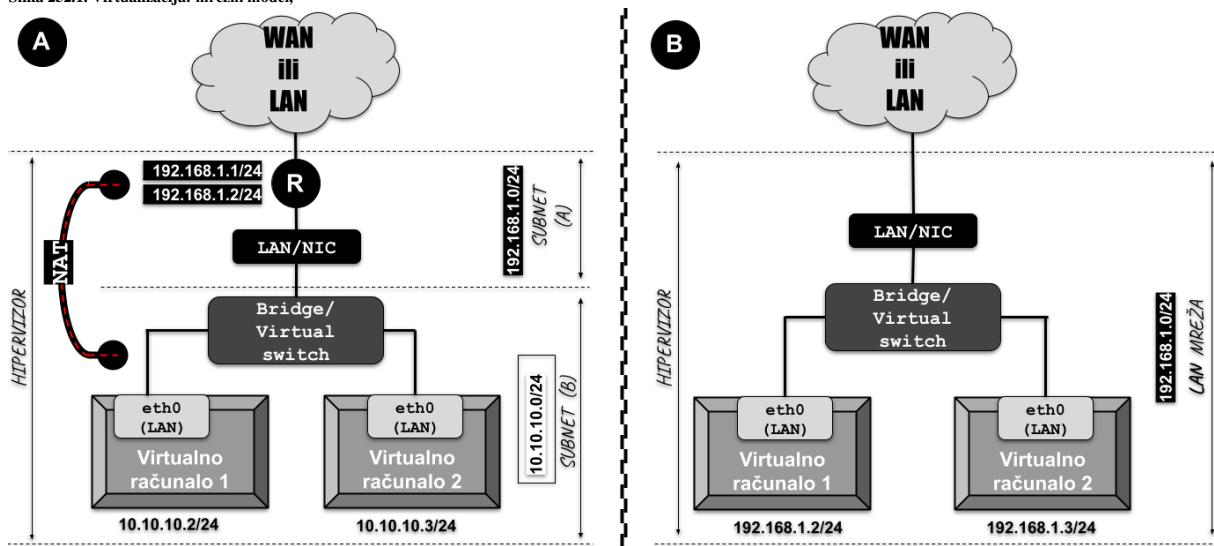 Slika 232.1. Virtualizacija: mrežni model,
A
WAN
ili
LAN
HIPERVIZOR
NAT
192.168.1.1/24
192.168.1.2/24
R
LAN/NIC
192.168.1.0/24
SUBNET
(A)
Bridge/
Virtual
switch
10.10.10.0/24
SUBNET (B)
eth0
(LAN)
Virtualno
računalo 1
10.10.10.2/24
eth0
(LAN)
Virtualno
računalo 2
10.10.10.3/24
B
WAN
ili
LAN
HIPERVIZOR
LAN/NIC
Bridge/
Virtual
switch
192.168.1.0/24
LAN MREŽA
eth0
(LAN)
Virtualno
računalo 1
192.168.1.2/24
eth0
(LAN)
Virtualno
računalo 2
192.168.1.3/24